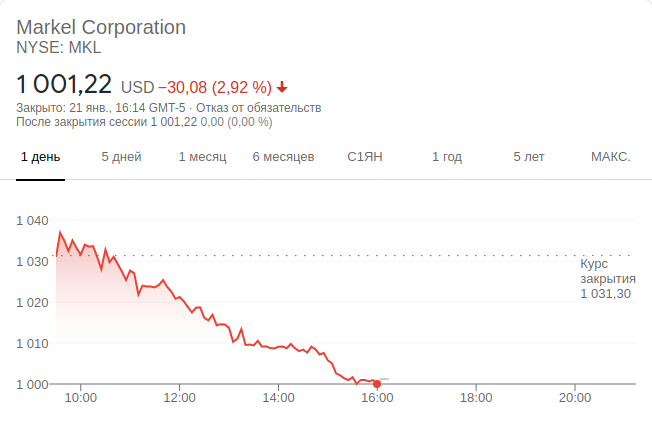 Markel Corporation
NYSE: MKL
1 001,22 USD −30,08 (2,92 %)
Закрыто: 21 янв., 16:14 GMT-5 · Отказ от обязательств
После закрытия сессии 1 001,22 0,00 (0,00 %)
1 день 5 дней 1 месяц 6 месяцев С1ЯН 1 год 5 лет МАКС.
1 040
1 030
1 020
1 010
1 000
Курс
закрытия
1 031,30
10:00 12:00 14:00 16:00 18:00 20:00